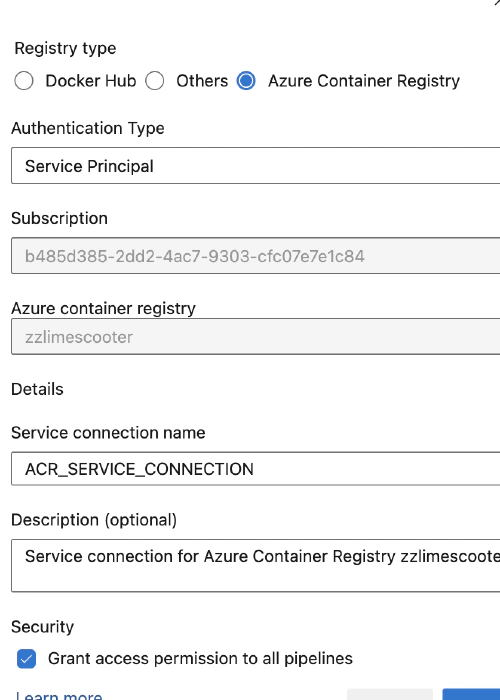 Registry type
Docker Hub Others Azure Container Registry
Authentication Type
Service Principal
Subscription
b485d385-2dd2-4ac7-9303-cfc07e7e1c84
Azure container registry
zzlimescooter
Details
Service connection name
ACR_SERVICE_CONNECTION
Description (optional)
Service connection for Azure Container Registry zzlimescoote
Security
Grant access permission to all pipelines
Learn more